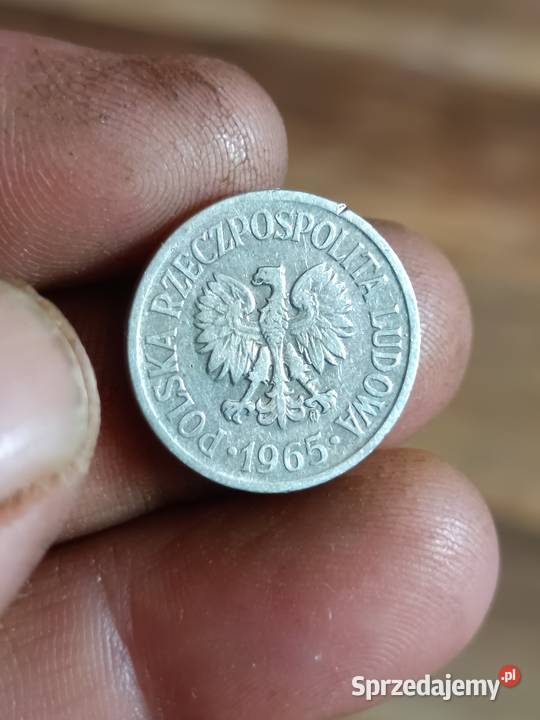 POLSKA RZECZPOSPOLITA LUDOWA
·1965·
Sprzedajemy.pl